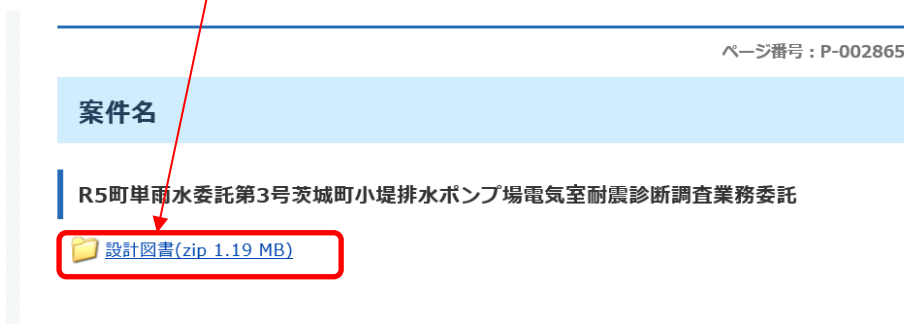 ページ番号：P-002865
案件名
R5町単雨水委託第3号茨城町小堤排水ポンプ場電気室耐震診断調査業務委託
設計図書(zip 1.19 MB)